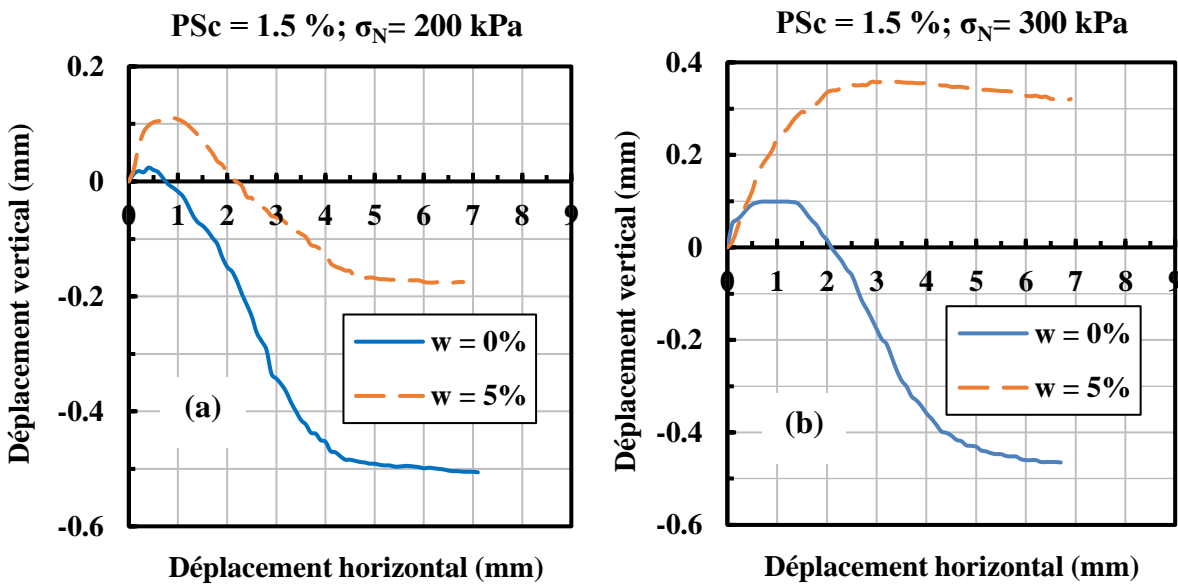 PSc = 1.5 %; σN= 200 kPa
0.2
0
-0.2
-0.4
-0.6
0 1 2 3 4 5 6 7 8 9
Déplacement vertical (mm)
Déplacement horizontal (mm)
w = 0%
w = 5%
(a)
PSc = 1.5 %; σN= 300 kPa
0.4
0.2
0
-0.2
-0.4
-0.6
0 1 2 3 4 5 6 7 8 9
Déplacement vertical (mm)
Déplacement horizontal (mm)
w = 0%
w = 5%
(b)